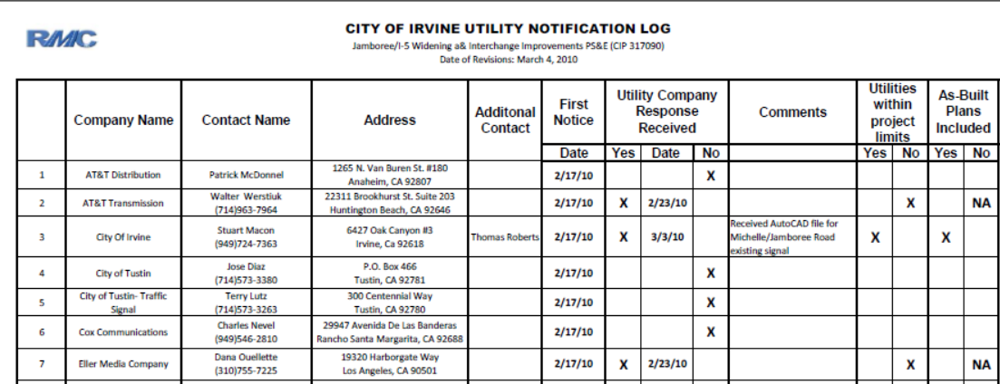 RMC
CITY OF IRVINE UTILITY NOTIFICATION LOG
Jamboree/I-5 Widening a& Interchange Improvements PS&E (CIP 317090)
Date of Revisions: March 4, 2010
Company Name Contact Name Address Additonal Contact First Notice Utility Company Response Received Comments Utilities within project limits As-Built Plans Included
Date Yes Date No Yes No Yes No
1 AT&T Distribution Patrick McDonnel 1265 N. Van Buren St. #180 Anaheim, CA 92807 2/17/10 X
2 AT&T Transmission Walter Werstiuk (714)963-7964 22311 Brookhurst St. Suite 203 Huntington Beach, CA 92646 2/17/10 X 2/23/10 X NA
3 City Of Irvine Stuart Macon (949)724-7363 6427 Oak Canyon #3 Irvine, Ca 92618 Thomas Roberts 2/17/10 X 3/3/10 Received AutoCAD file for Michelle/Jamboree Road existing signal X X
4 City of Tustin Jose Diaz (714)573-3380 P.O. Box 466 Tustin, CA 92781 2/17/10 X
5 City of Tustin- Traffic Signal Terry Lutz (714)573-3263 300 Centennial Way Tustin, CA 92780 2/17/10 X
6 Cox Communications Charles Nevel (949)546-2810 29947 Avenida De Las Banderas Rancho Santa Margarita, CA 92688 2/17/10 X
7 Eller Media Company Dana Ouellette (310)755-7225 19320 Harborgate Way Los Angeles, CA 90501 2/17/10 X 2/23/10 X NA